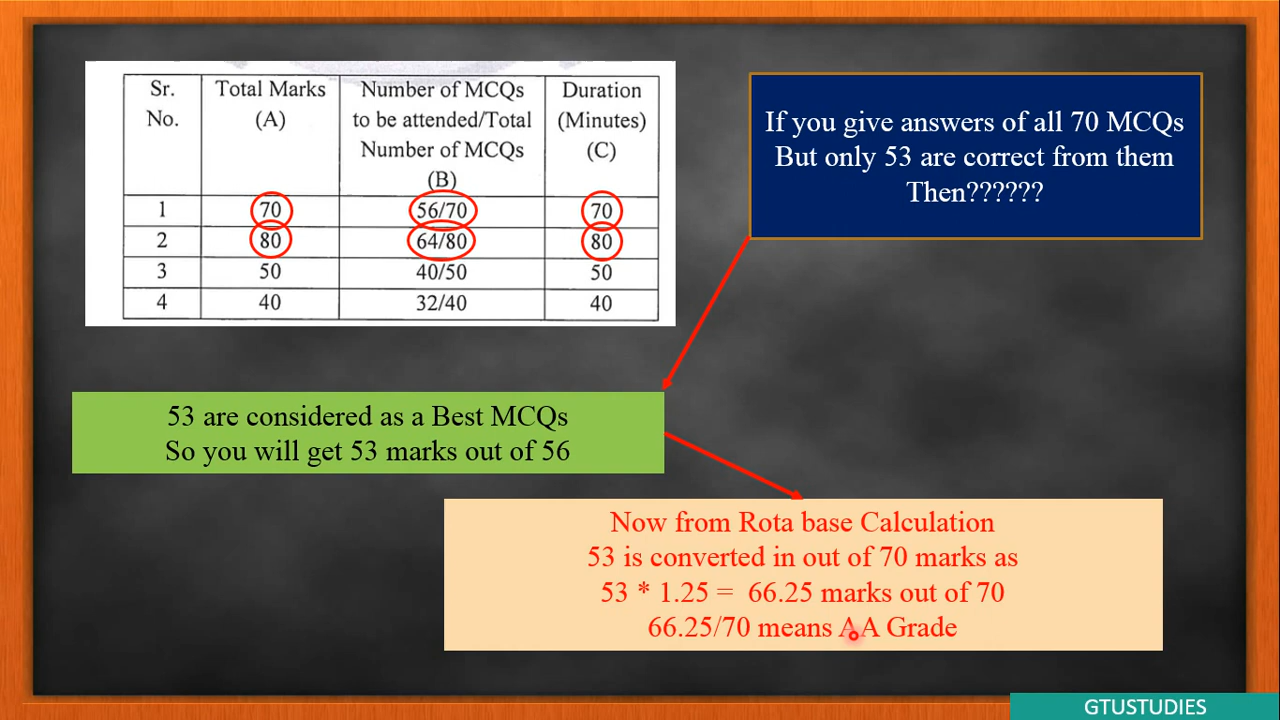 Sr. No. Total Marks (A) Number of MCQs to be attended/Total Number of MCQs (B) Duration (Minutes) (C)
1 70 56/70 70
2 80 64/80 80
3 50 40/50 50
4 40 32/40 40
If you give answers of all 70 MCQs
But only 53 are correct from them
Then??????
53 are considered as a Best MCQs
So you will get 53 marks out of 56
Now from Rota base Calculation
53 is converted in out of 70 marks as
53 * 1.25 = 66.25 marks out of 70
66.25/70 means AA Grade
GTUSTUDIES